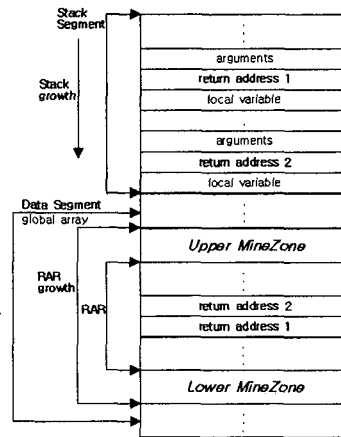 Stack
Segment
arguments
return address 1
local variable
Stack
growth
arguments
return address 2
local variable
Data Segment
global array
Upper MineZone
RAR
growth
RAR
return address 2
return address 1
Lower MineZone